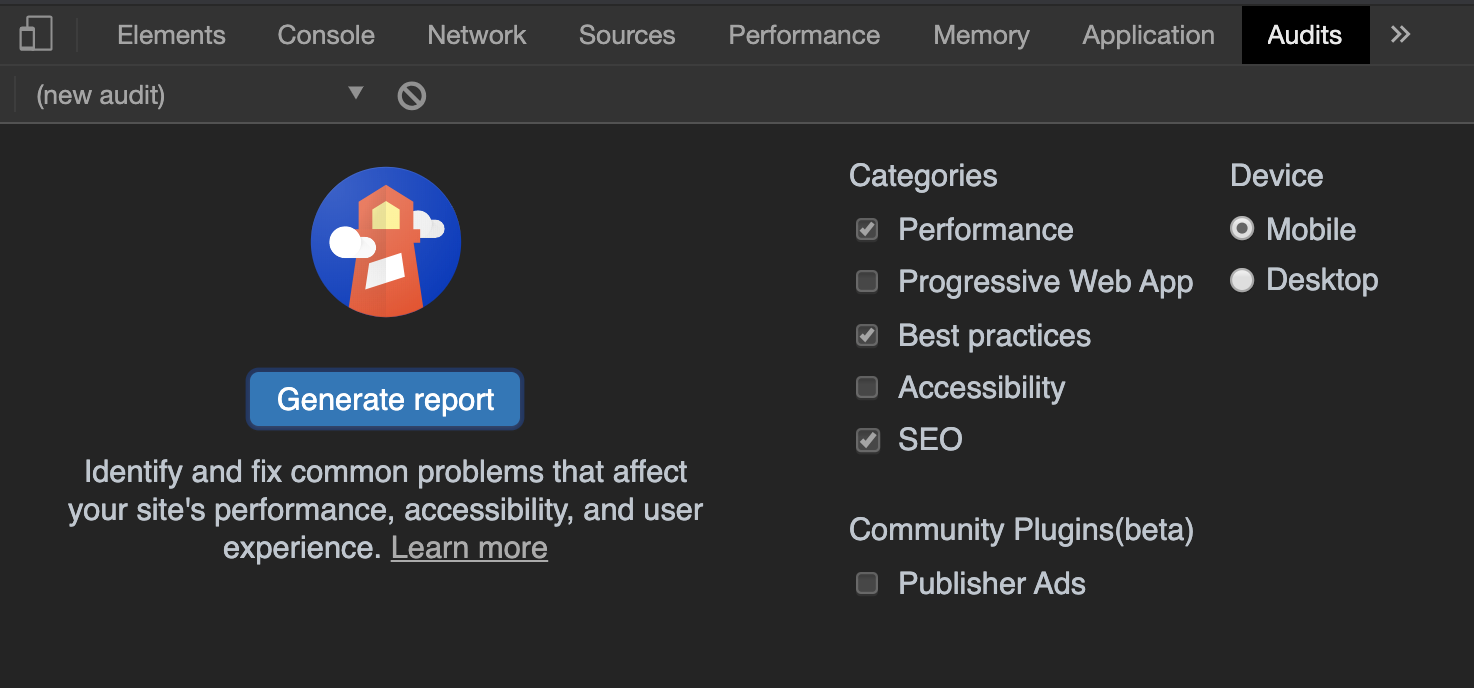 Elements Console Network Sources Performance Memory Application Audits »
(new audit)
Generate report
Identify and fix common problems that affect
your site's performance, accessibility, and user
experience. Learn more
Categories
Performance
Progressive Web App
Best practices
Accessibility
SEO
Community Plugins(beta)
Publisher Ads
Device
Mobile
Desktop